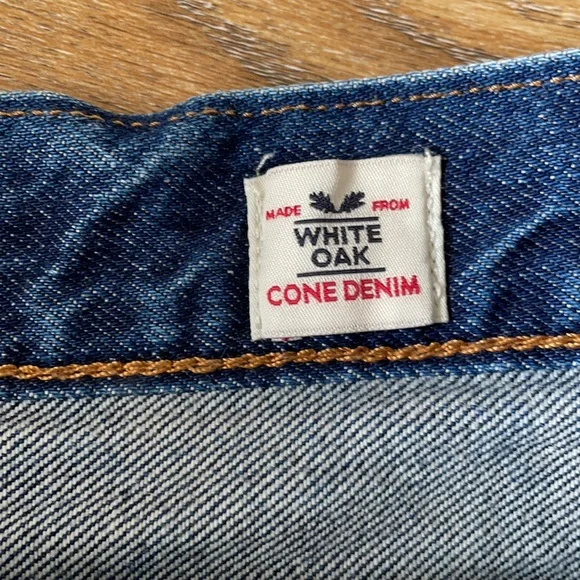 MADE FROM
WHITE
OAK
CONE DENIM